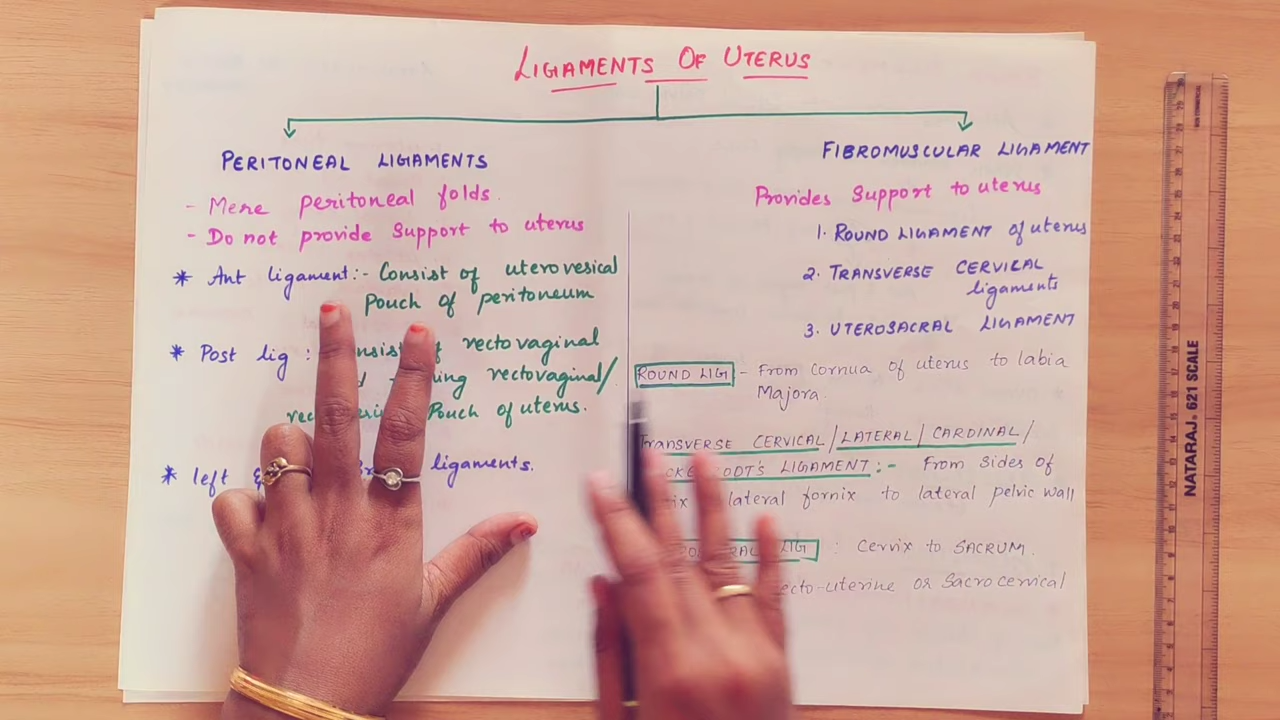 LIGAMENTS OF UTERUS
PERITONEAL LIGAMENTS
- Mere peritoneal folds.
- Do not provide support to uterus
* Ant ligament:- Consist of uterovesical
Pouch of peritoneum
* Post lig : rectovaginal
rectovaginal/
Pouch of uterus.
* left ligaments.
FIBROMUSCULAR LIGAMENT
Provides Support to uterus
1. ROUND LIGAMENT of uterus
2. TRANSVERSE CERVICAL
ligaments
3. UTEROSACRAL LIGAMENT
ROUND LIG - From Cornua of uterus to labia
Majora.
TRANSVERSE CERVICAL / LATERAL / CARDINAL /
LIGAMENT :- From Sides of
lateral fornix to lateral pelvic wall
LIG : Cervix to SACRUM.
or Sacrocervical
NATARAJ 621 SCALE